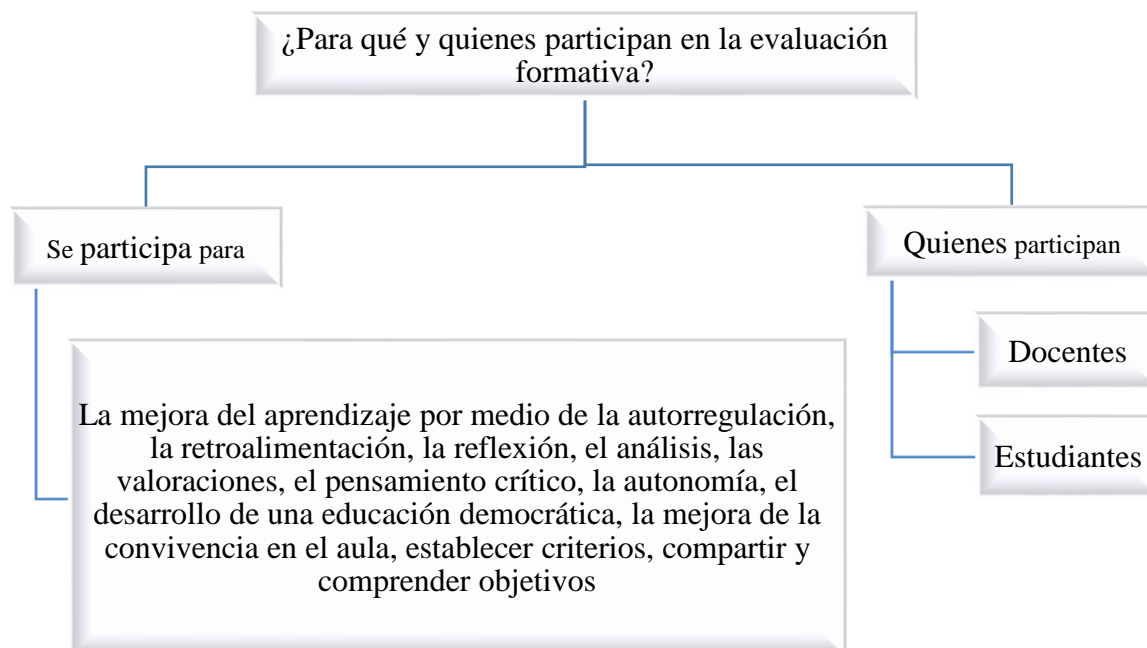 ¿Para qué y quienes participan en la evaluación
formativa?
Se participa para
Quienes participan
La mejora del aprendizaje por medio de la autorregulación,
la retroalimentación, la reflexión, el análisis, las
valoraciones, el pensamiento crítico, la autonomía, el
desarrollo de una educación democrática, la mejora de la
convivencia en el aula, establecer criterios, compartir y
comprender objetivos
Docentes
Estudiantes